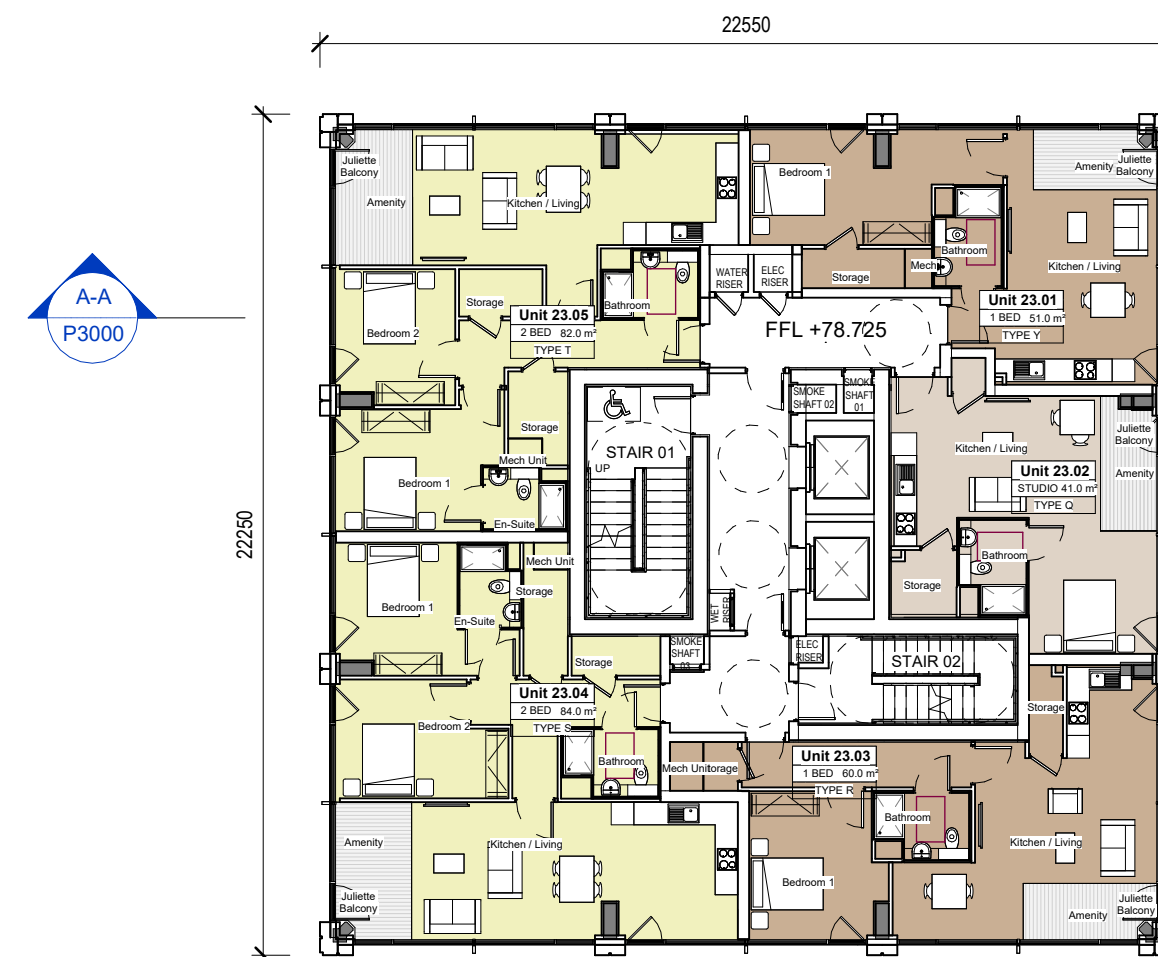 22550
22250
A-A
P3000
Juliette
Balcony
Amenity
Kitchen / Living
Bedroom 1
Amenity
Juliette
Balcony
Bathroom
Mech
Storage
Kitchen / Living
WATER
RISER
ELEC
RISER
Bathroom
Storage
Bedroom 2
Unit 23.05
2 BED 82.0 m²
TYPE T
Unit 23.01
1 BED 51.0 m²
TYPE Y
FFL +78.725
SMOKE
SHAFT 02
SMOKE
SHAFT
01
STAIR 01
UP
Storage
Mech Unit
Bedroom 1
En-Suite
Kitchen / Living
Juliette
Balcony
Amenity
Unit 23.02
STUDIO 41.0 m²
TYPE Q
Bathroom
Storage
Mech Unit
Storage
Bedroom 1
En-Suite
WET
RISER
SMOKE
SHAFT
03
ELEC
RISER
STAIR 02
Storage
Unit 23.04
2 BED 84.0 m²
TYPE S
Bedroom 2
Bathroom
Storage
Mech Unit
torage
Unit 23.03
1 BED 60.0 m²
TYPE R
Bathroom
Kitchen / Living
Bedroom 1
Amenity
Juliette
Balcony
Amenity
Juliette
Balcony
Kitchen / Living